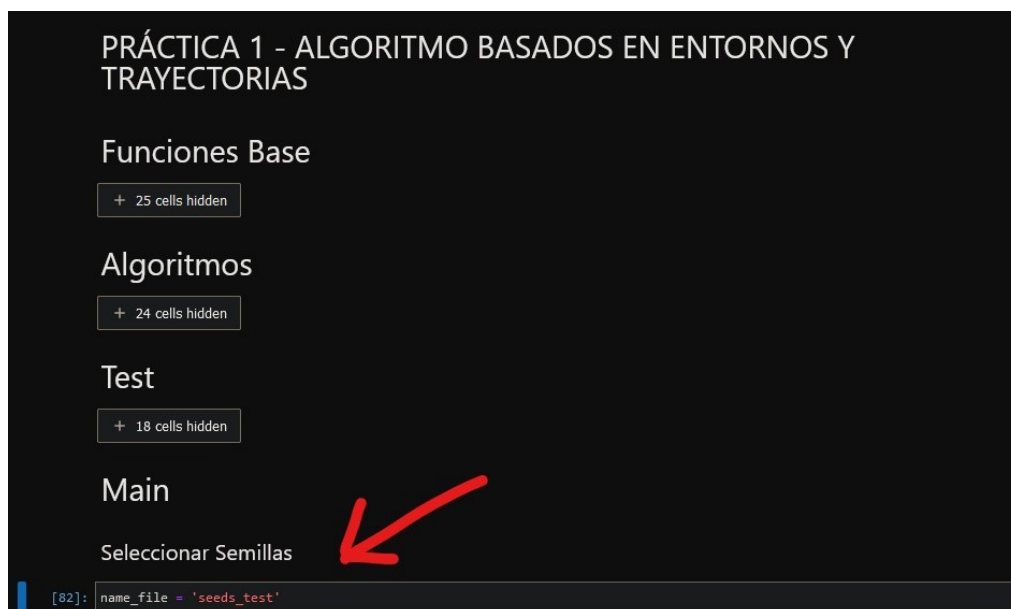 PRÁCTICA 1 - ALGORITMO BASADOS EN ENTORNOS Y
TRAYECTORIAS
Funciones Base
+ 25 cells hidden
Algoritmos
+ 24 cells hidden
Test
+ 18 cells hidden
Main
Seleccionar Semillas
[82]: name_file = 'seeds_test'